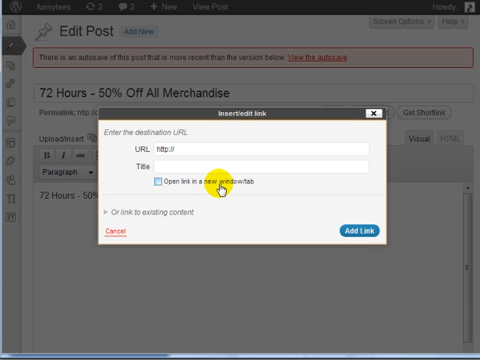 funnytees 2 2 + New View Post Howdy,
Edit Post Add New Screen Options Help
There is an autosave of this post that is more recent than the version below. View the autosave
72 Hours - 50% Off All Merchandise
Permalink: http:// Get Shortlink
Insert/edit link
Enter the destination URL
Upload/Insert Visual HTML
URL http://
B I ABC
Title
Paragraph
Open link in a new window/tab
72 Hours - 50%
Or link to existing content
Cancel Add Link